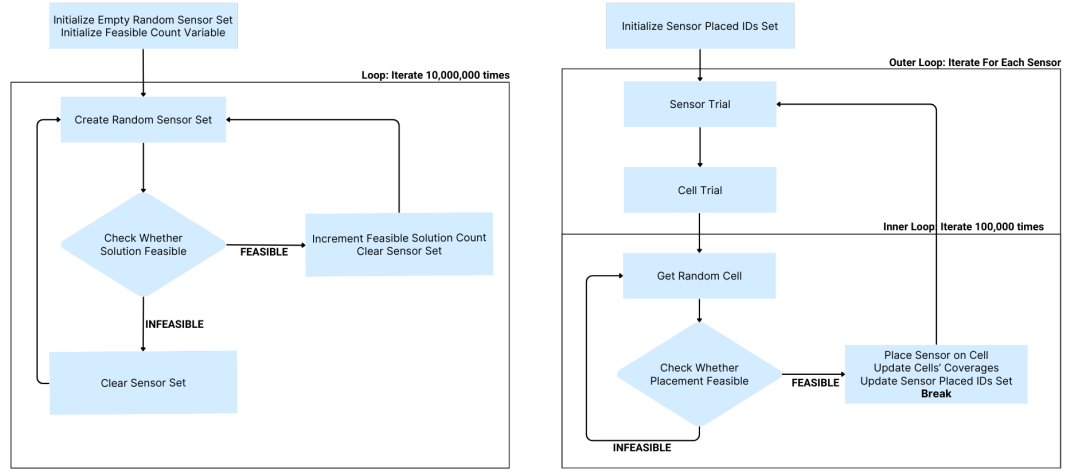 Initialize Empty Random Sensor Set
Initialize Feasible Count Variable
Loop: Iterate 10,000,000 times
Create Random Sensor Set
Check Whether
Solution Feasible
FEASIBLE
Increment Feasible Solution Count
Clear Sensor Set
INFEASIBLE
Clear Sensor Set
Initialize Sensor Placed IDs Set
Outer Loop: Iterate For Each Sensor
Sensor Trial
Cell Trial
Inner Loop: Iterate 100,000 times
Get Random Cell
Check Whether
Placement Feasible
FEASIBLE
Place Sensor on Cell
Update Cells' Coverages
Update Sensor Placed IDs Set
Break
INFEASIBLE